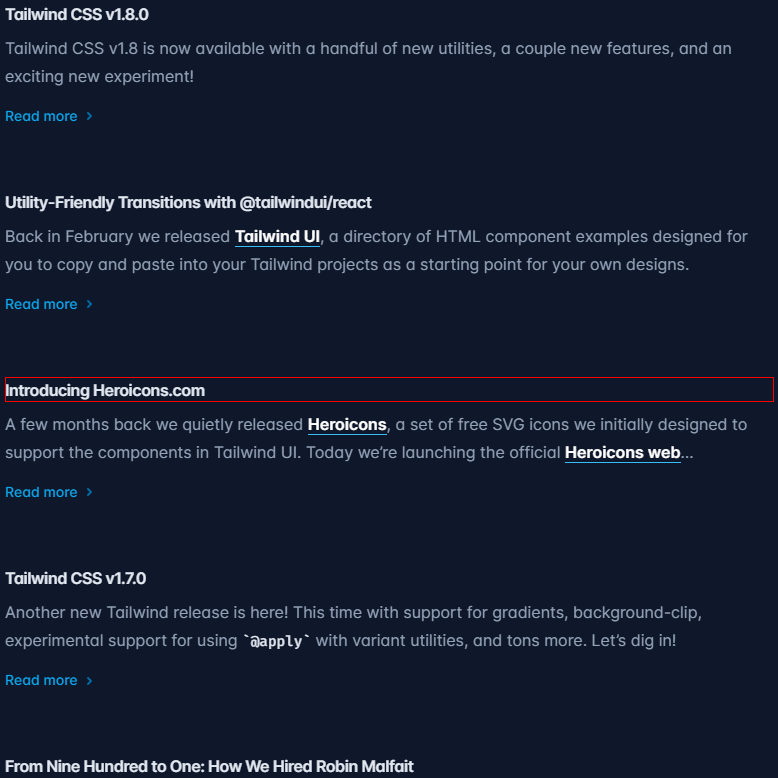 Tailwind CSS v1.8.0
Tailwind CSS v1.8 is now available with a handful of new utilities, a couple new features, and an
exciting new experiment!
Read more
Utility-Friendly Transitions with @tailwindui/react
Back in February we released Tailwind UI, a directory of HTML component examples designed for
you to copy and paste into your Tailwind projects as a starting point for your own designs.
Read more
Introducing Heroicons.com
A few months back we quietly released Heroicons, a set of free SVG icons we initially designed to
support the components in Tailwind UI. Today we’re launching the official Heroicons web...
Read more
Tailwind CSS v1.7.0
Another new Tailwind release is here! This time with support for gradients, background-clip,
experimental support for using `@apply` with variant utilities, and tons more. Let’s dig in!
Read more
From Nine Hundred to One: How We Hired Robin Malfait